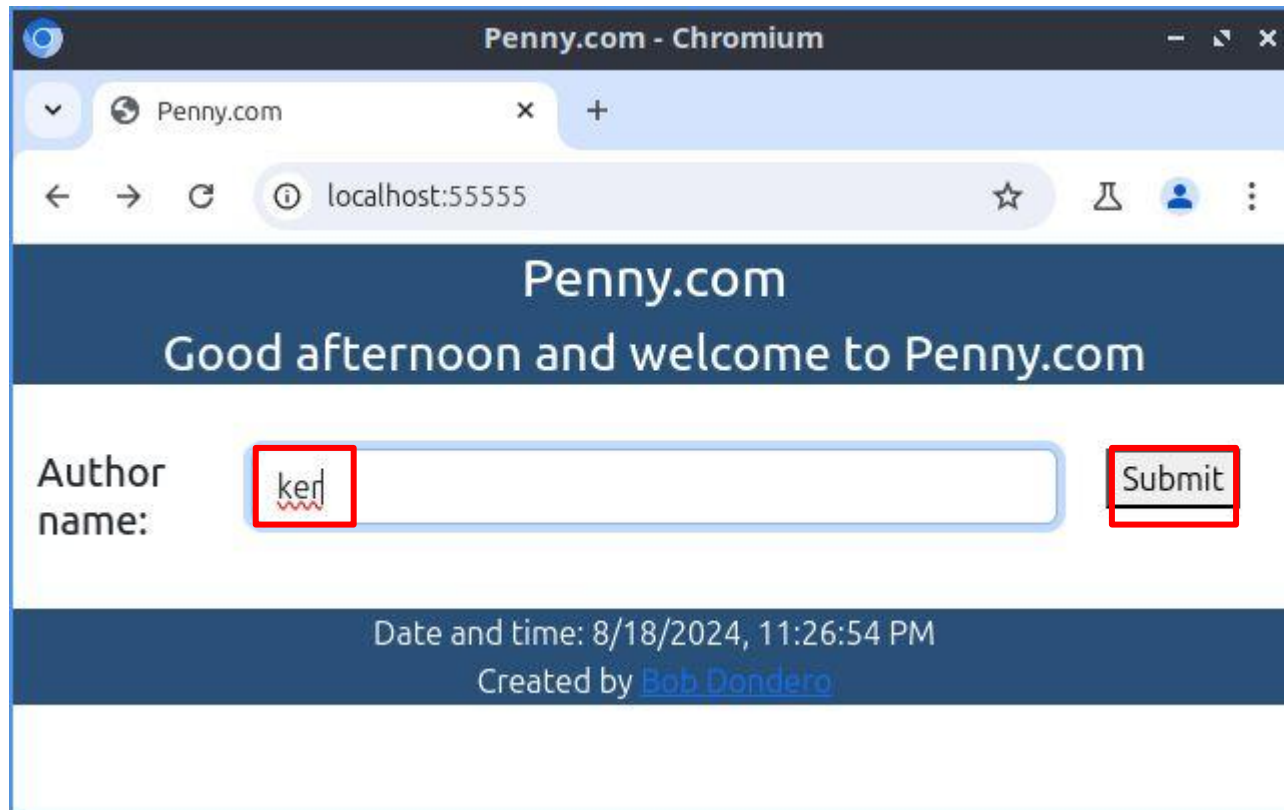 Penny.com - Chromium
Penny.com
localhost:55555
Penny.com
Good afternoon and welcome to Penny.com
Author
name:
ker
Submit
Date and time: 8/18/2024, 11:26:54 PM
Created by Bob Dondero